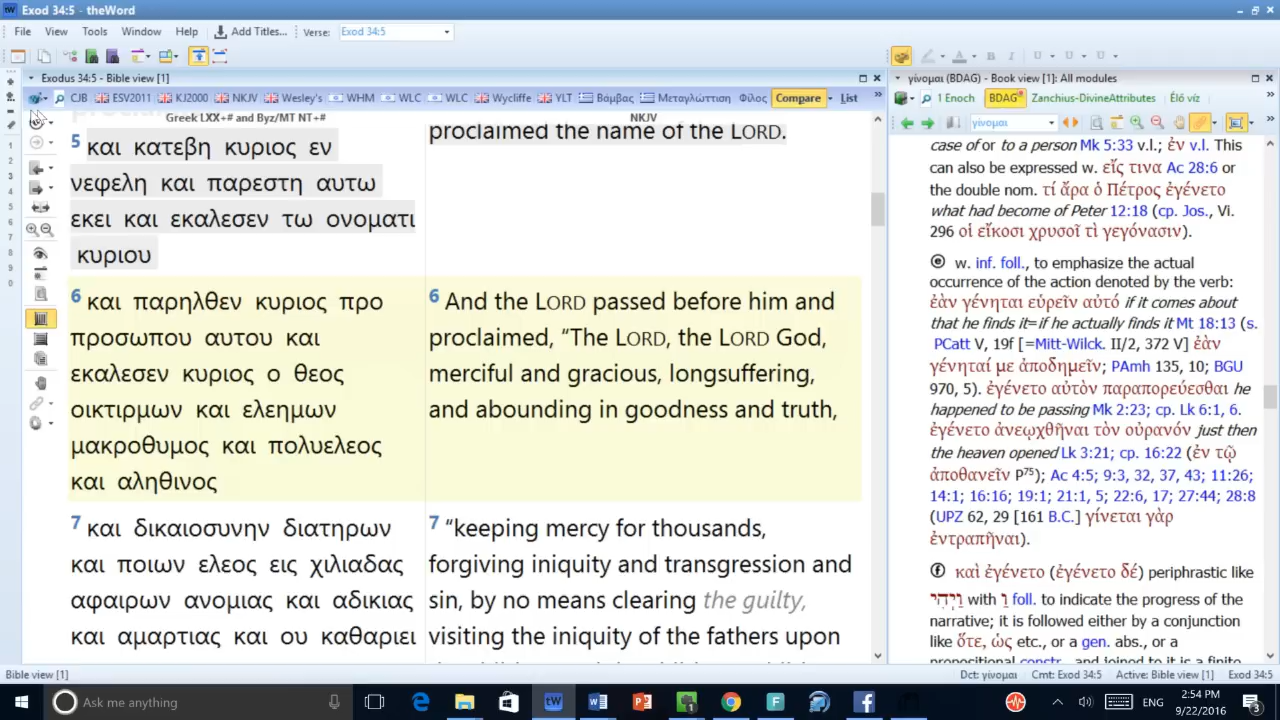 Exod 34:5 - theWord
File View Tools Window Help Add Titles... Verse: Exod 34:5
Exodus 34:5 - Bible view [1]
CJB ESV2011 KJ2000 NKJV Wesley's WHM WLC WLC Wycliffe YLT Βάμβας Μεταγλώττιση Φίλος Compare List
Greek LXX+# and Byz/MT NT+# NKJV
5 και κατεβη κυριος εν
νεφελη και παρεστη αυτω
εκει και εκαλεσεν τω ονοματι
κυριου
6 και παρηλθεν κυριος προ
προσωπου αυτου και
εκαλεσεν κυριος ο θεος
οικτιρμων και ελεημων
μακροθυμος και πολυελεος
και αληθινος
7 και δικαιοσυνην διατηρων
και ποιων ελεος εις χιλιαδας
αφαιρων ανομιας και αδικιας
και αμαρτιας και ου καθαριει
proclaimed the name of the LORD.
6 And the LORD passed before him and
proclaimed, “The LORD, the LORD God,
merciful and gracious, longsuffering,
and abounding in goodness and truth,
7 “keeping mercy for thousands,
forgiving iniquity and transgression and
sin, by no means clearing the guilty,
visiting the iniquity of the fathers upon
γίνομαι (BDAG) - Book view [1]: All modules
1 Enoch BDAG Zanchius-DivineAttributes Ελό νίz
γίνομαι
case of or to a person Mk 5:33 v.l.; ἐν v.l. This
can also be expressed w. εἴς τινα Ac 28:6 or
the double nom. τί ἄρα ὁ Πέτρος ἐγένετο
what had become of Peter 12:18 (cp. Jos., Vi.
296 οἱ εἴκοσι χρυσοῖ τὶ γεγόνασιν).
ⓔ w. inf. foll., to emphasize the actual
occurrence of the action denoted by the verb:
ἐὰν γένηται εὑρεῖν αὐτό if it comes about
that he finds it=if he actually finds it Mt 18:13 (s.
PCatt V, 19f [=Mitt-Wilck. II/2, 372 V] ἐὰν
γένηταί με ἀποδημεῖν; PAmh 135, 10; BGU
970, 5). ἐγένετο αὐτὸν παραπορεύεσθαι he
happened to be passing Mk 2:23; cp. Lk 6:1, 6.
ἐγένετο ἀνεῳχθῆναι τὸν οὐρανόν just then
the heaven opened Lk 3:21; cp. 16:22 (ἐν τῷ
ἀποθανεῖν P75); Ac 4:5; 9:3, 32, 37, 43; 11:26;
14:1; 16:16; 19:1; 21:1, 5; 22:6, 17; 27:44; 28:8
(UPZ 62, 29 [161 B.C.] γίνεται γὰρ
ἐντραπῆναι).
ⓕ καὶ ἐγένετο (ἐγένετο δέ) periphrastic like
וַיְהִי with וְ foll. to indicate the progress of the
narrative; it is followed either by a conjunction
like ὅτε, ὡς etc., or a gen. abs., or a
prepositional constr., and joined to it is a finite
Bible view [1] Dct: γίνομαι Cmt: Exod 34:5 Active: Bible view [1] Exod 34:5
Ask me anything ENG 2:54 PM
9/22/2016